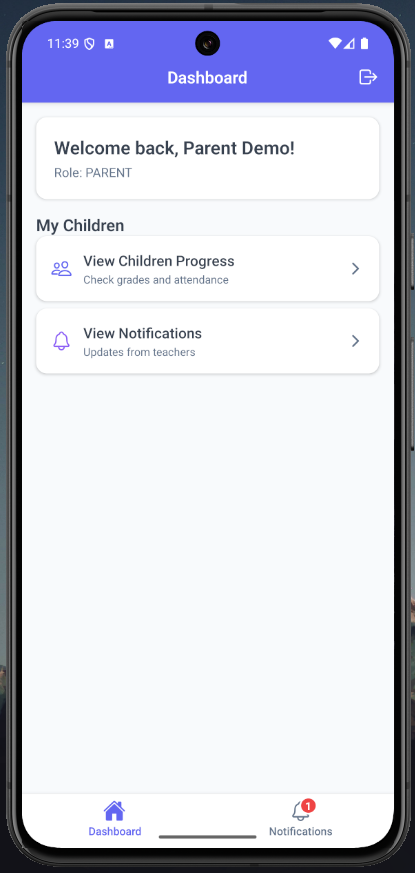 11:39
Dashboard
Welcome back, Parent Demo!
Role: PARENT
My Children
View Children Progress
Check grades and attendance
View Notifications
Updates from teachers
1
Dashboard
Notifications